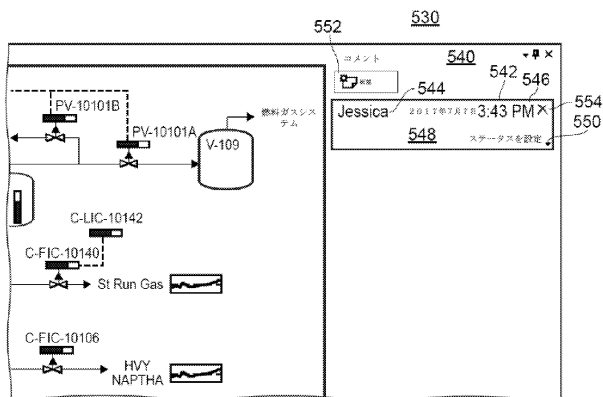 530
552
コメント
540
新規
544
542
546
Jessica
2017年7月7日
3:43 PM
554
548
ステータスを設定
550
PV-10101B
PV-10101A
燃料ガスシス
テム
V-109
C-LIC-10142
C-FIC-10140
St Run Gas
C-FIC-10106
HVY
NAPTHA